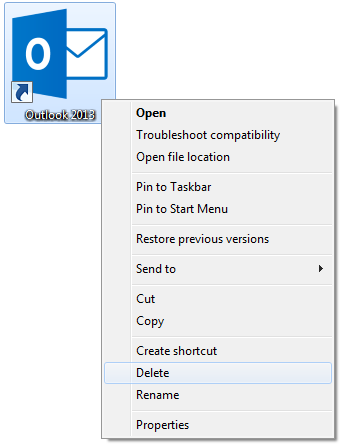 O
Outlook 2013
Open
Troubleshoot compatibility
Open file location
Pin to Taskbar
Pin to Start Menu
Restore previous versions
Send to
Cut
Copy
Create shortcut
Delete
Rename
Properties